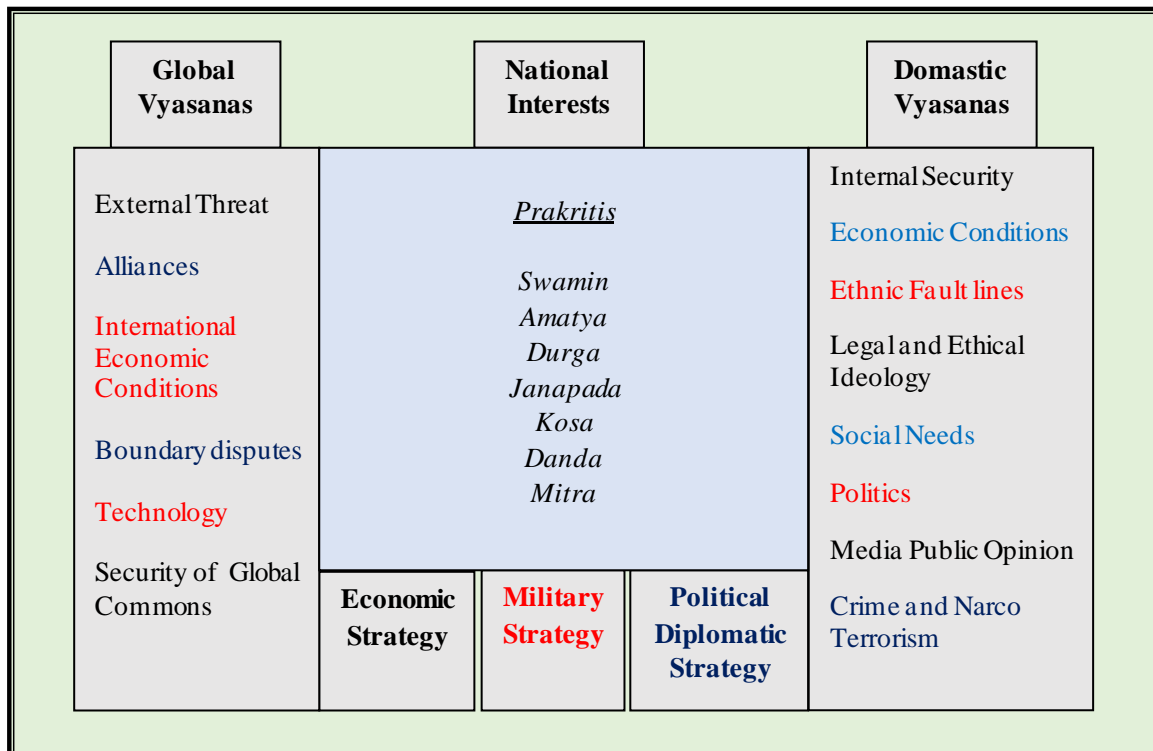 Global
Vyasanas
National
Interests
Domastic
Vyasanas
External Threat
Alliances
International
Economic
Conditions
Boundary disputes
Technology
Security of Global
Commons
Prakritis
Swamin
Amatya
Durga
Janapada
Kosa
Danda
Mitra
Economic
Strategy
Military
Strategy
Political
Diplomatic
Strategy
Internal Security
Economic Conditions
Ethnic Fault lines
Legal and Ethical
Ideology
Social Needs
Politics
Media Public Opinion
Crime and Narco
Terrorism